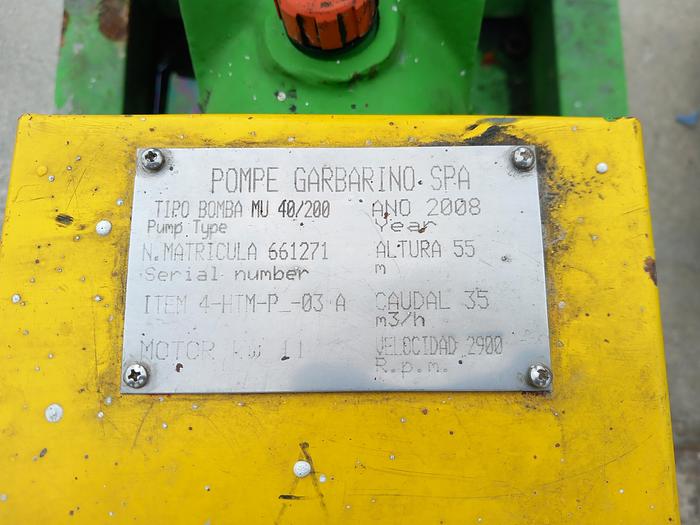 POMPE GARBARINO SPA
TIPO BOMBA MU 40/200 ANO 2008
Pump Type Year
N. MATRICULA 661271 ALTURA 55
Serial number m
ITEM 4-HTM-P_-03 A CAUDAL 35
m3/h
MOTOR KW 11 VELOCIDAD 2900
R.p.m.